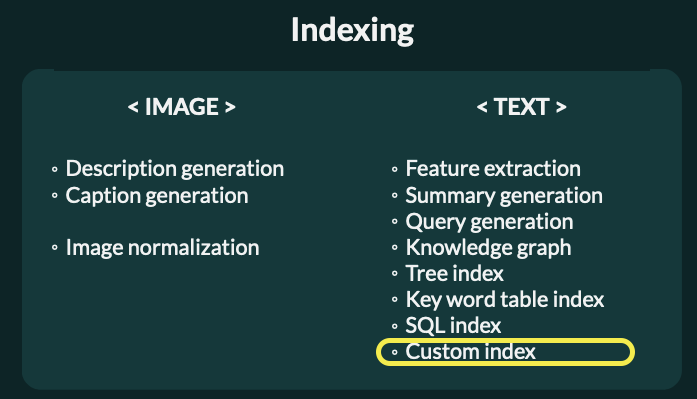 Indexing
< IMAGE >
◦ Description generation
◦ Caption generation
◦ Image normalization
< TEXT >
◦ Feature extraction
◦ Summary generation
◦ Query generation
◦ Knowledge graph
◦ Tree index
◦ Key word table index
◦ SQL index
◦ Custom index